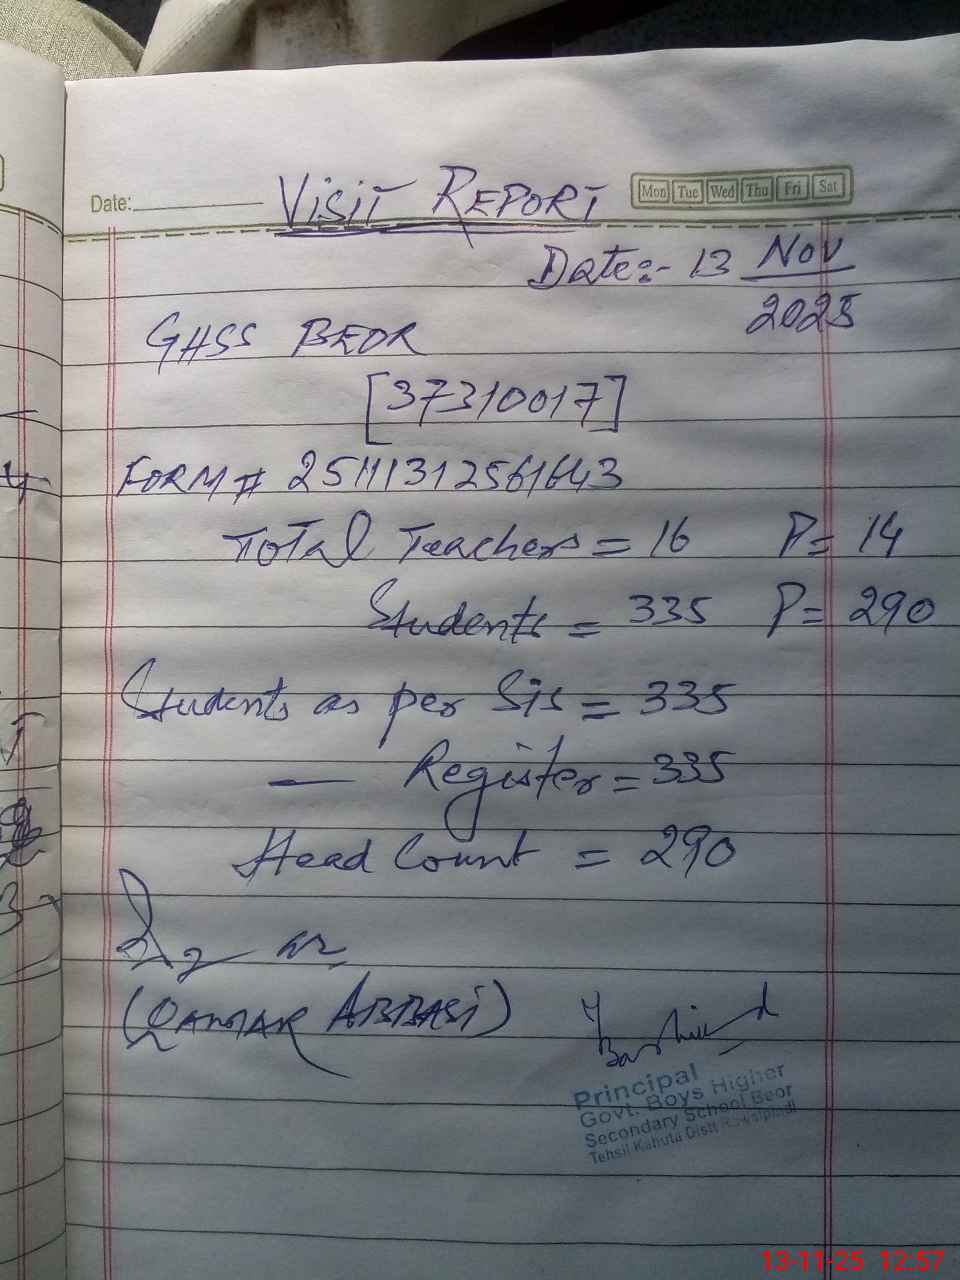 Date:
VISIT REPORT
Mon Tue Wed Thu Fri Sat
Date:- 13 Nov
2025
GHSS BEOR
[37310017]
FORM # 251113125616 43
Total Teachers = 16 P= 14
Students = 335 P= 290
Students as per Sis = 335
— Register = 335
Head Count = 290
(QAMAR ABBASI)
Principal
Govt. Boys Higher
Secondary School Beor
Tehsil Kahuta Distt Rawalpindi
13-11-25 12:57